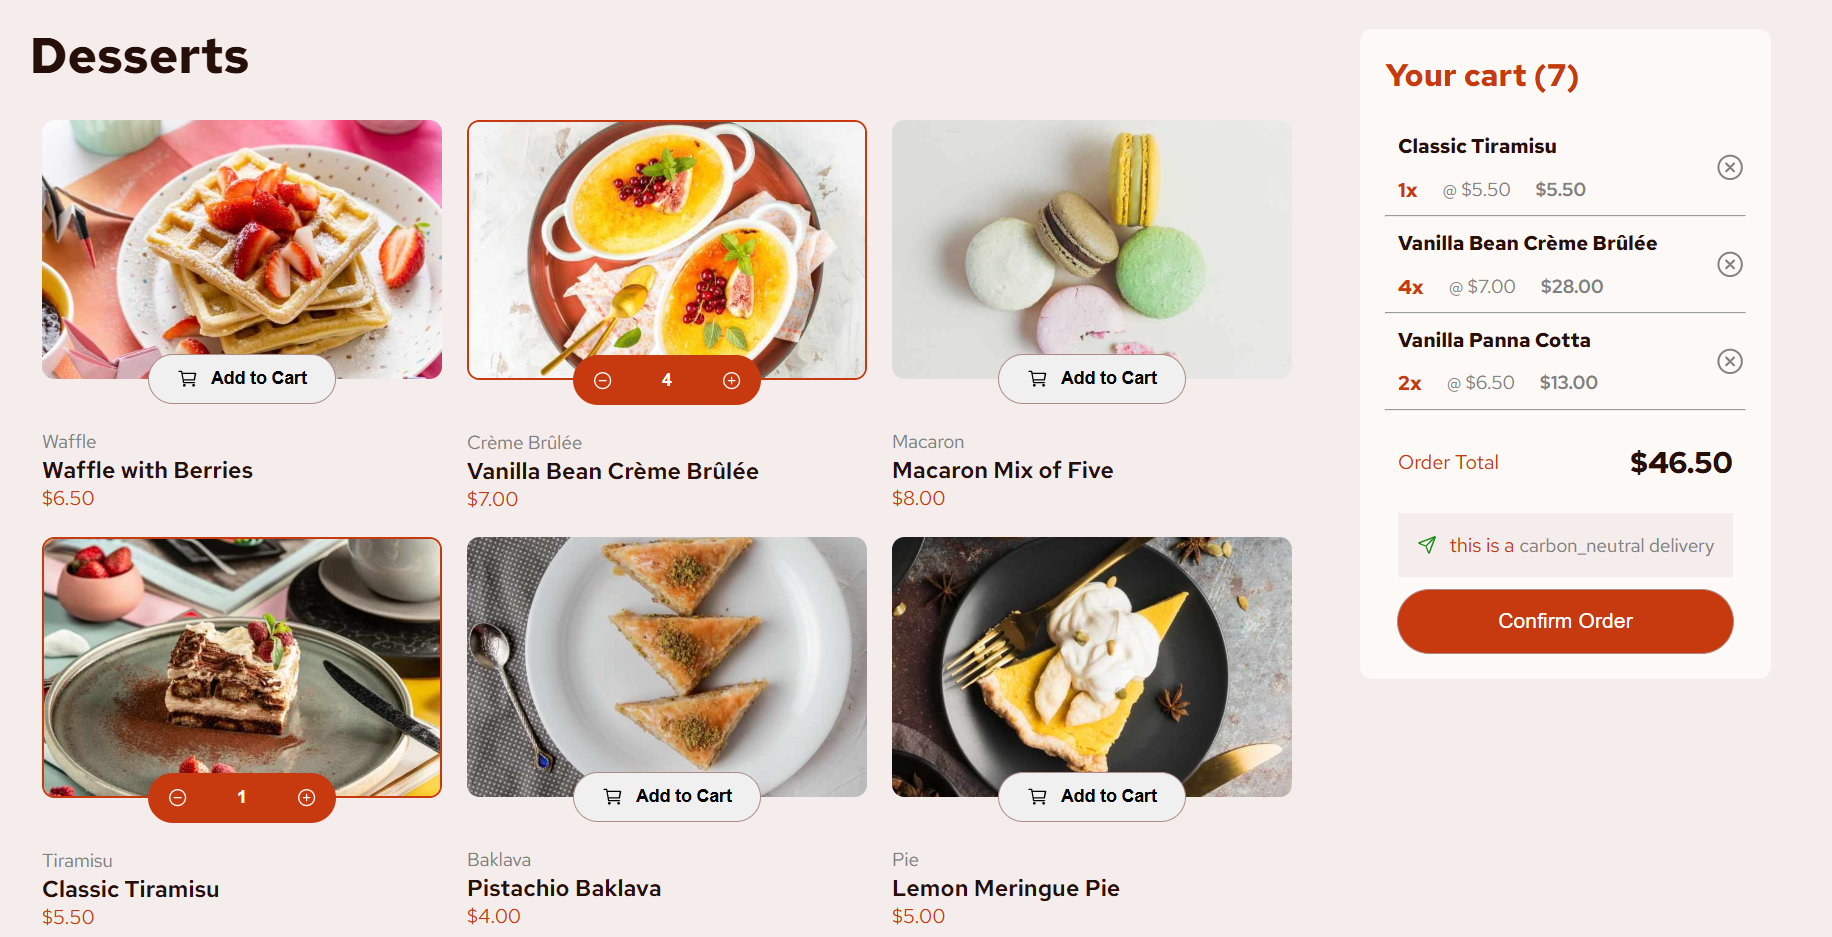 Desserts
Add to Cart
Waffle
Waffle with Berries
$6.50
4
Crème Brûlée
Vanilla Bean Crème Brûlée
$7.00
Add to Cart
Macaron
Macaron Mix of Five
$8.00
1
Tiramisu
Classic Tiramisu
$5.50
Add to Cart
Baklava
Pistachio Baklava
$4.00
Add to Cart
Pie
Lemon Meringue Pie
$5.00
Your cart (7)
Classic Tiramisu
1x @ $5.50 $5.50
Vanilla Bean Crème Brûlée
4x @ $7.00 $28.00
Vanilla Panna Cotta
2x @ $6.50 $13.00
Order Total $46.50
this is a carbon_neutral delivery
Confirm Order